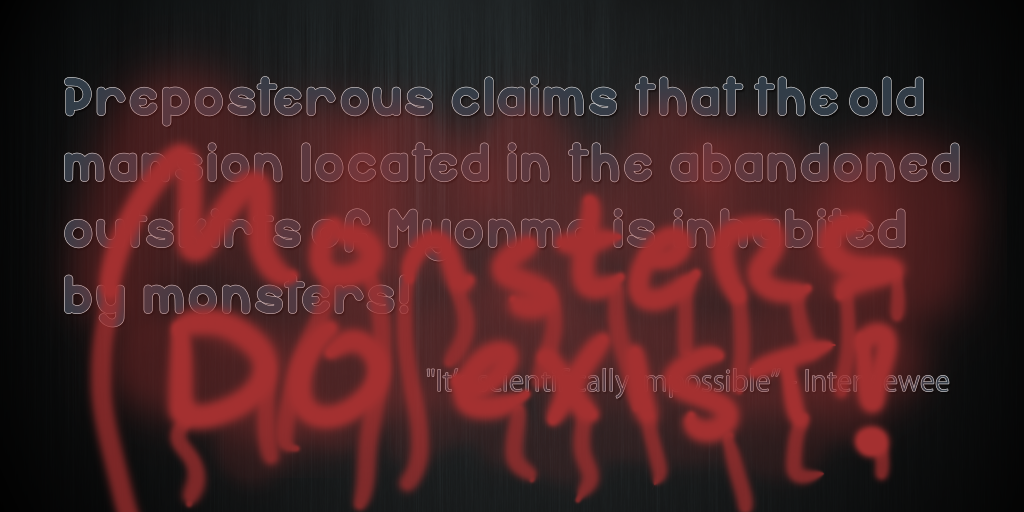 Preposterous claims that the old
mansion located in the abandoned
outskirts of is inhabited
by monsters!
"It's scientifically impossible" - Interviewee
MonsteRs
DO exisT!